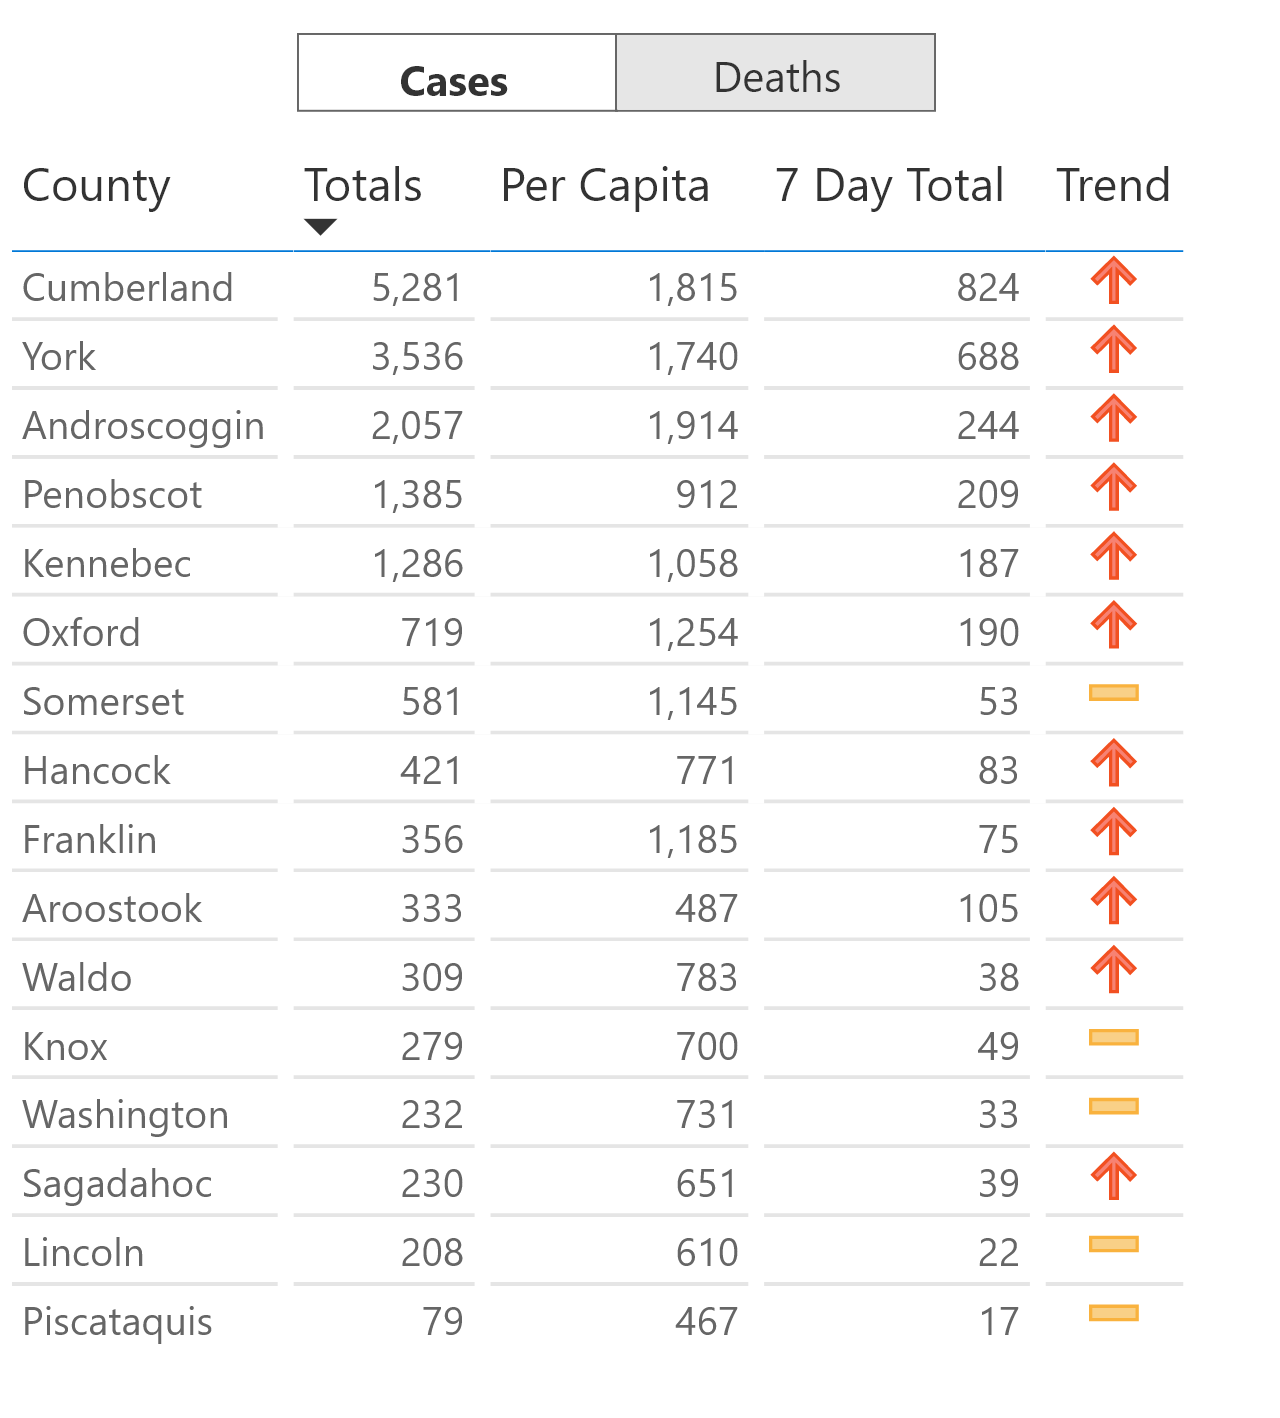 Cases Deaths
County Totals Per Capita 7 Day Total Trend
Cumberland 5,281 1,815 824
York 3,536 1,740 688
Androscoggin 2,057 1,914 244
Penobscot 1,385 912 209
Kennebec 1,286 1,058 187
Oxford 719 1,254 190
Somerset 581 1,145 53
Hancock 421 771 83
Franklin 356 1,185 75
Aroostook 333 487 105
Waldo 309 783 38
Knox 279 700 49
Washington 232 731 33
Sagadahoc 230 651 39
Lincoln 208 610 22
Piscataquis 79 467 17